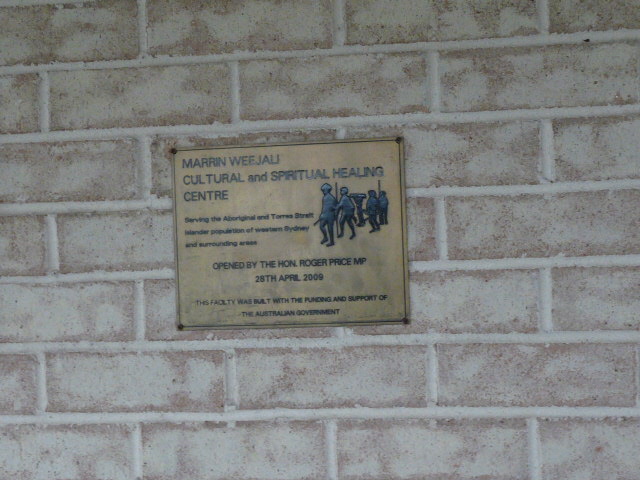 MARRIN WEEJALI
CULTURAL and SPIRITUAL HEALING
CENTRE
Serving the Aboriginal and Torres Strait
Islander population of western Sydney
and surrounding areas
OPENED BY THE HON. ROGER PRICE MP
28TH APRIL 2009
THIS FACILTY WAS BUILT WITH THE FUNDING AND SUPPORT OF
THE AUSTRALIAN GOVERNMENT